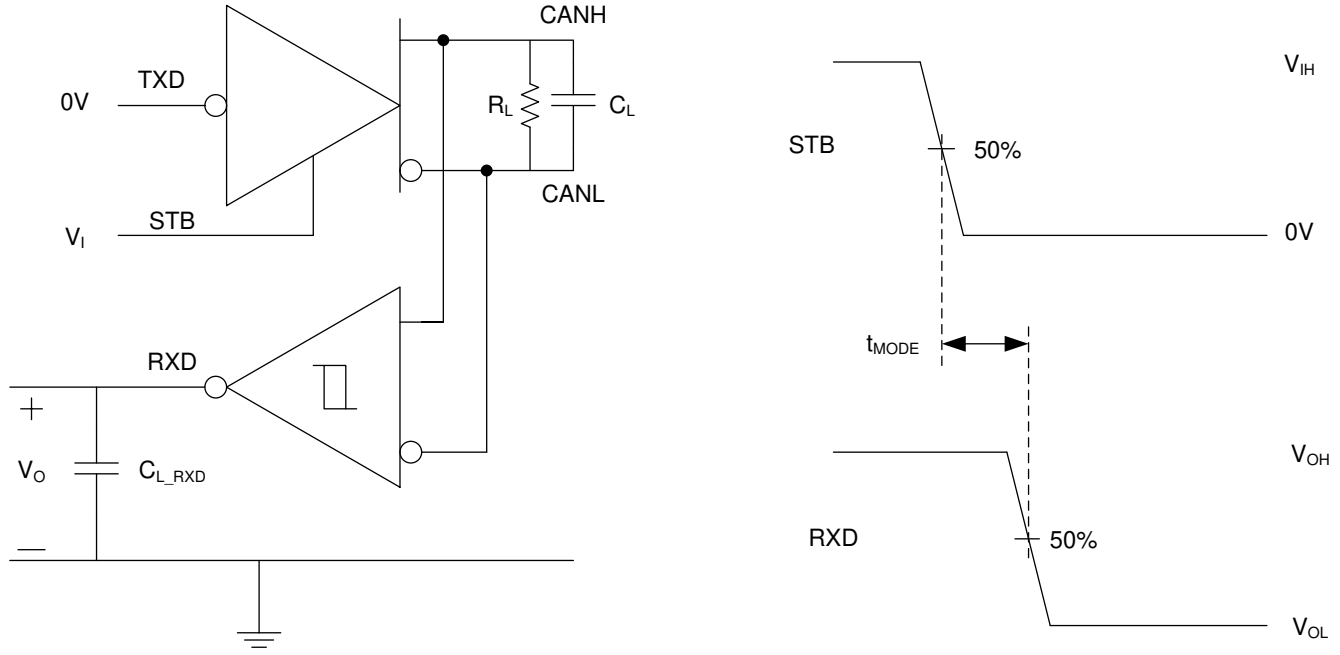 CANH
TXD
0V
R_L
C_L
CANL
STB
V_I
RXD
+
V_O
C_L_RXD
—
V_IH
STB
50%
0V
t_MODE
V_OH
RXD
50%
V_OL